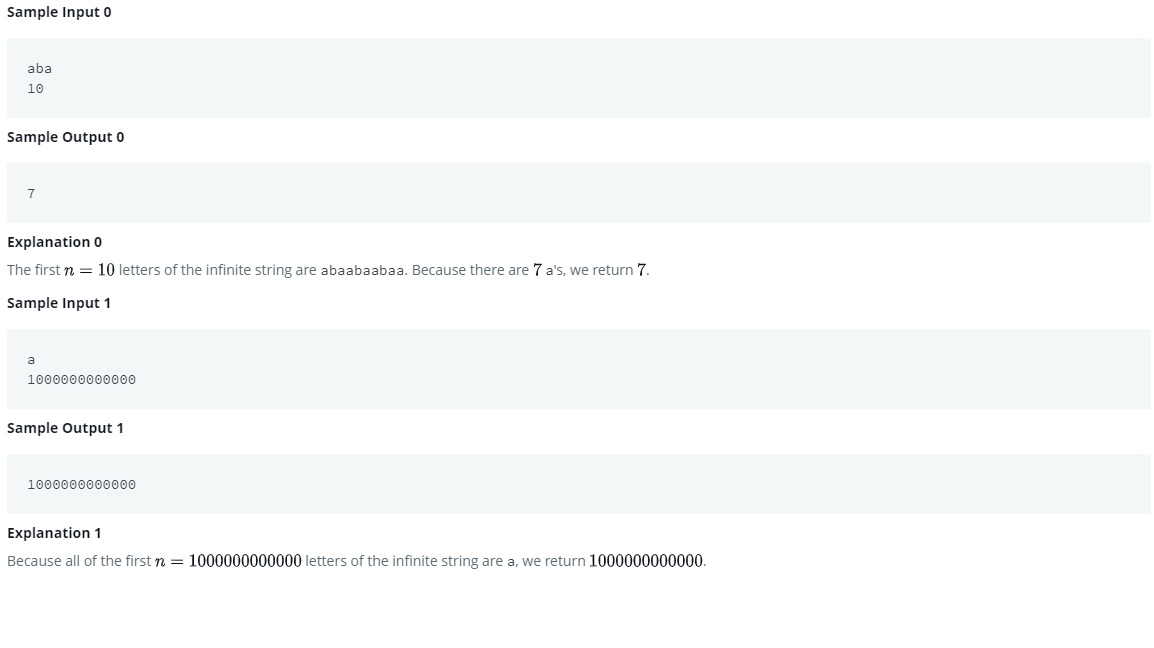 Sample Input 0
aba
10
Sample Output 0
7
Explanation 0
The first n = 10 letters of the infinite string are abaabaabaa. Because there are 7 a's, we return 7.
Sample Input 1
a
1000000000000
Sample Output 1
1000000000000
Explanation 1
Because all of the first n = 1000000000000 letters of the infinite string are a, we return 1000000000000.